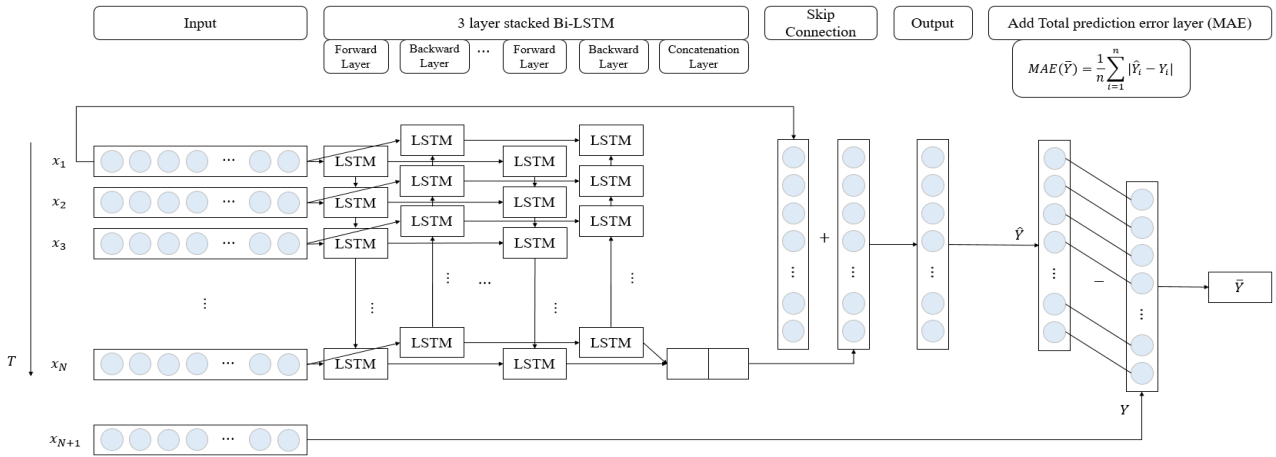 Input
3 layer stacked Bi-LSTM
Skip
Connection
Output
Add Total prediction error layer (MAE)
Forward
Layer
Backward
Layer
...
Forward
Layer
Backward
Layer
Concatenation
Layer
MAE(Ȳ) = 1/n ∑_{i=1}^{n} |Ŷ_i − Y_i|
x_1
...
LSTM
LSTM
LSTM
LSTM
x_2
...
LSTM
LSTM
LSTM
LSTM
x_3
...
LSTM
LSTM
LSTM
LSTM
+
Ŷ
−
Ȳ
⋮
⋮
⋮
...
⋮
⋮
⋮
⋮
⋮
⋮
⋮
T
x_N
...
LSTM
LSTM
LSTM
LSTM
Y
x_{N+1}
...